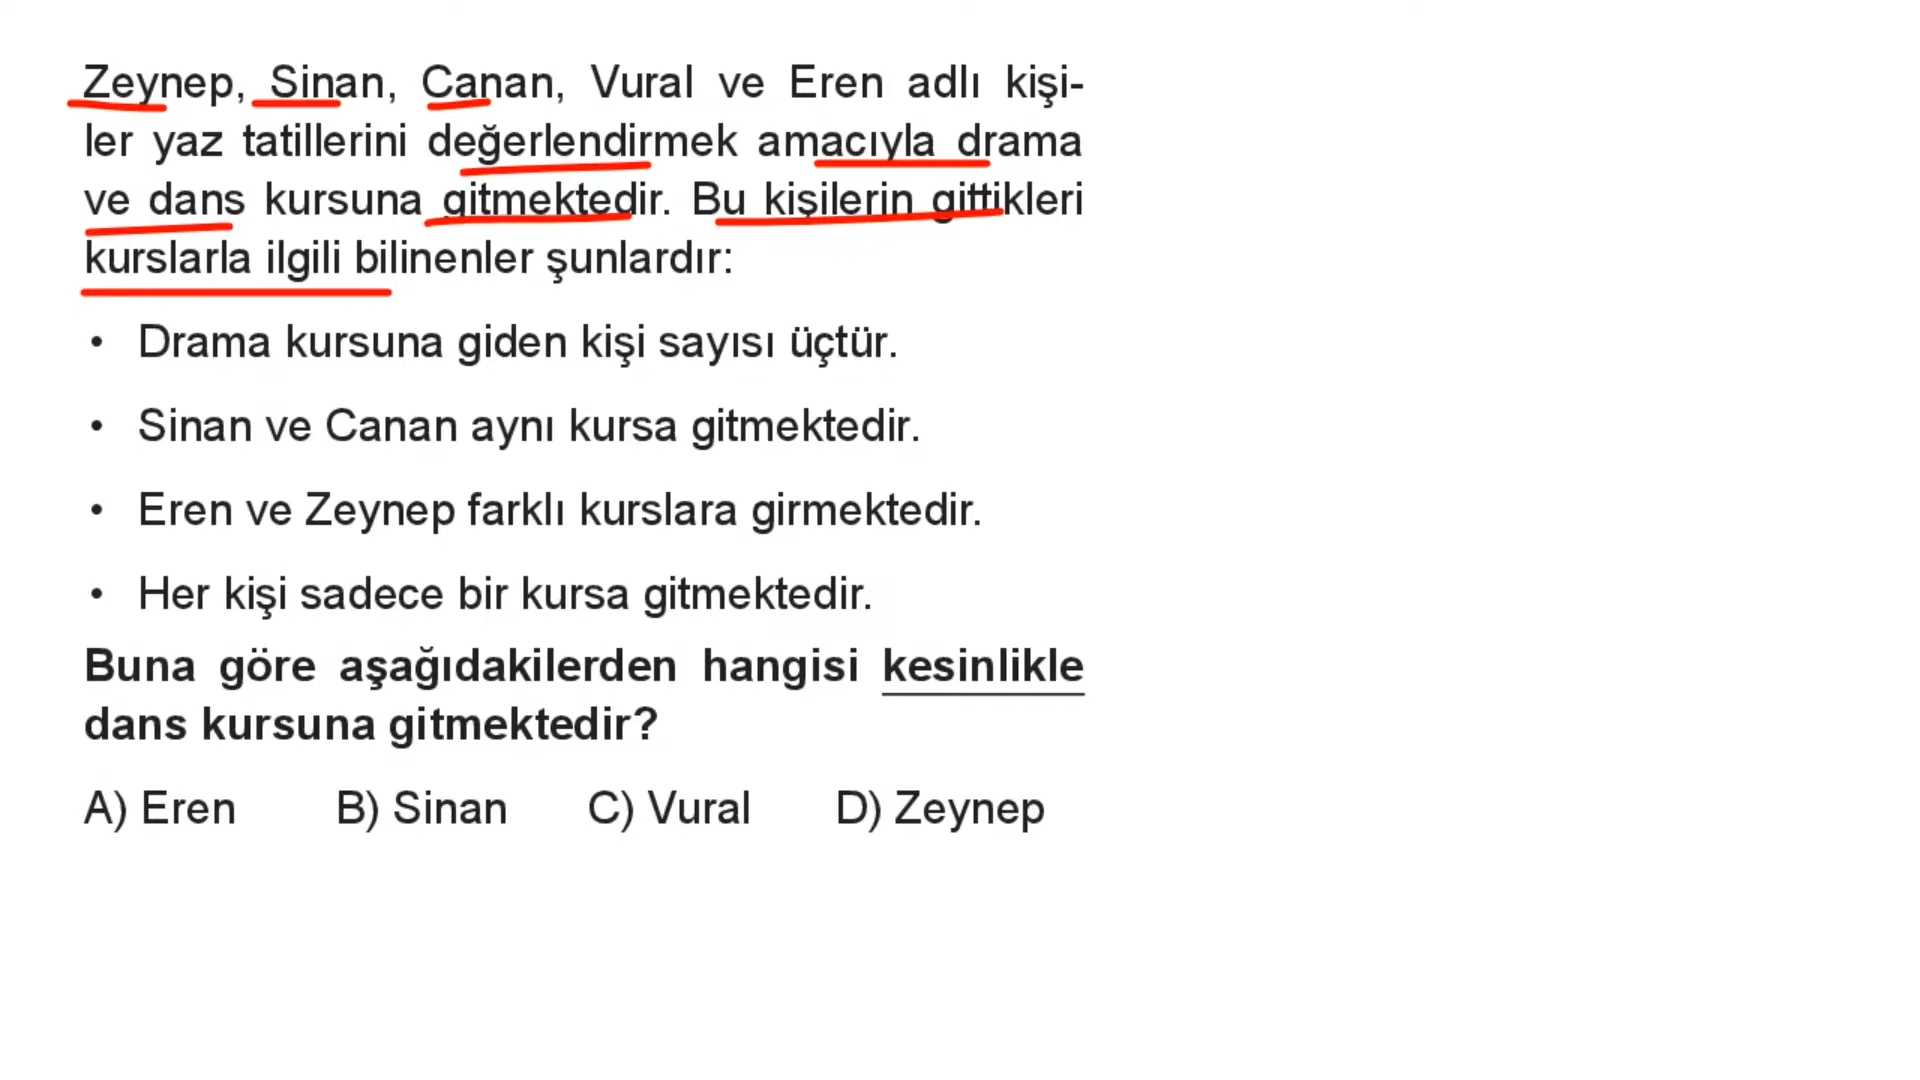 Zeynep, Sinan, Canan, Vural ve Eren adlı kişi-
ler yaz tatillerini değerlendirmek amacıyla drama
ve dans kursuna gitmektedir. Bu kişilerin gittikleri
kurslarla ilgili bilinenler şunlardır:
• Drama kursuna giden kişi sayısı üçtür.
• Sinan ve Canan aynı kursa gitmektedir.
• Eren ve Zeynep farklı kurslara girmektedir.
• Her kişi sadece bir kursa gitmektedir.
Buna göre aşağıdakilerden hangisi kesinlikle
dans kursuna gitmektedir?
A) Eren B) Sinan C) Vural D) Zeynep